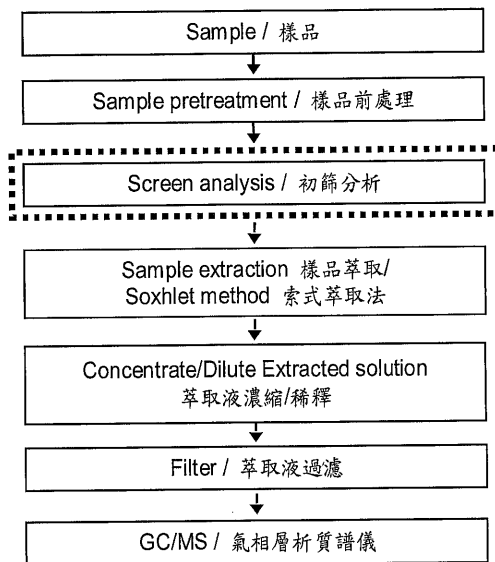 Sample / 樣品
Sample pretreatment / 樣品前處理
Screen analysis / 初篩分析
Sample extraction 樣品萃取/
Soxhlet method 索式萃取法
Concentrate/Dilute Extracted solution
萃取液濃縮/稀釋
Filter / 萃取液過濾
GC/MS / 氣相層析質譜儀